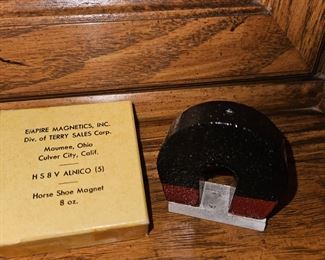 EMPIRE MAGNETICS, INC.
Div. of TERRY SALES Corp.
Maumee, Ohio
Culver City, Calif.
H S 8 V ALNICO (5)
Horse Shoe Magnet
8 oz.